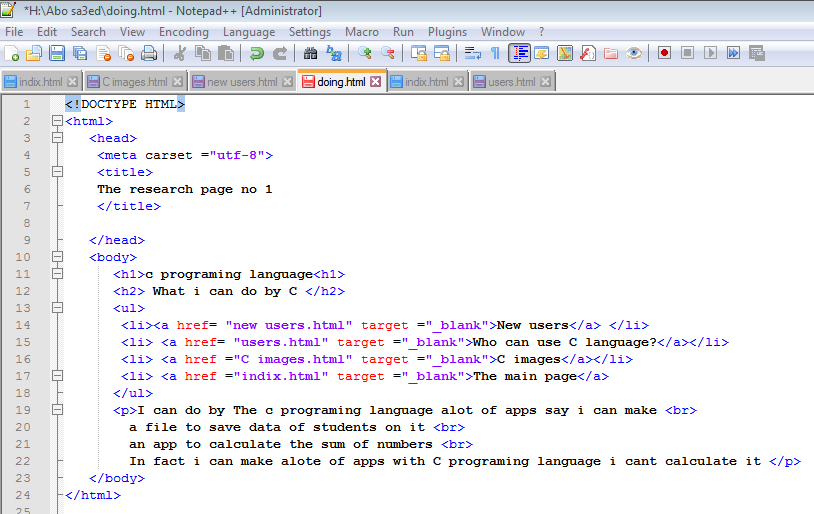 *H:\Abo sa3ed\doing.html - Notepad++ [Administrator]
File Edit Search View Encoding Language Settings Macro Run Plugins Window ?
indix.html C images.html new users.html doing.html indix.html users.html
1 <!DOCTYPE HTML>
2 <html>
3 <head>
4 <meta carset ="utf-8">
5 <title>
6 The research page no 1
7 </title>
8
9 </head>
10 <body>
11 <h1>c programing language<h1>
12 <h2> What i can do by C </h2>
13 <ul>
14 <li><a href= "new users.html" target ="_blank">New users</a> </li>
15 <li> <a href= "users.html" target ="_blank">Who can use C language?</a></li>
16 <li> <a href ="C images.html" target ="_blank">C images</a></li>
17 <li> <a href ="indix.html" target ="_blank">The main page</a>
18 </ul>
19 <p>I can do by The c programing language alot of apps say i can make <br>
20 a file to save data of students on it <br>
21 an app to calculate the sum of numbers <br>
22 In fact i can make alote of apps with C programing language i cant calculate it </p>
23 </body>
24 </html>
25